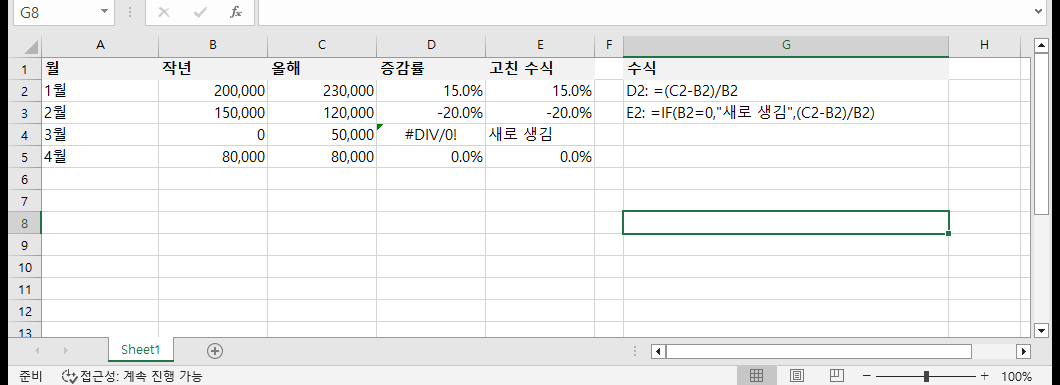 G8 fx
A B C D E F G H
1 월 작년 올해 증감률 고친 수식 수식
2 1월 200,000 230,000 15.0% 15.0% D2: =(C2-B2)/B2
3 2월 150,000 120,000 -20.0% -20.0% E2: =IF(B2=0,"새로 생김",(C2-B2)/B2)
4 3월 0 50,000 #DIV/0! 새로 생김
5 4월 80,000 80,000 0.0% 0.0%
6
7
8
9
10
11
12
13
Sheet1
준비 접근성: 계속 진행 가능 100%